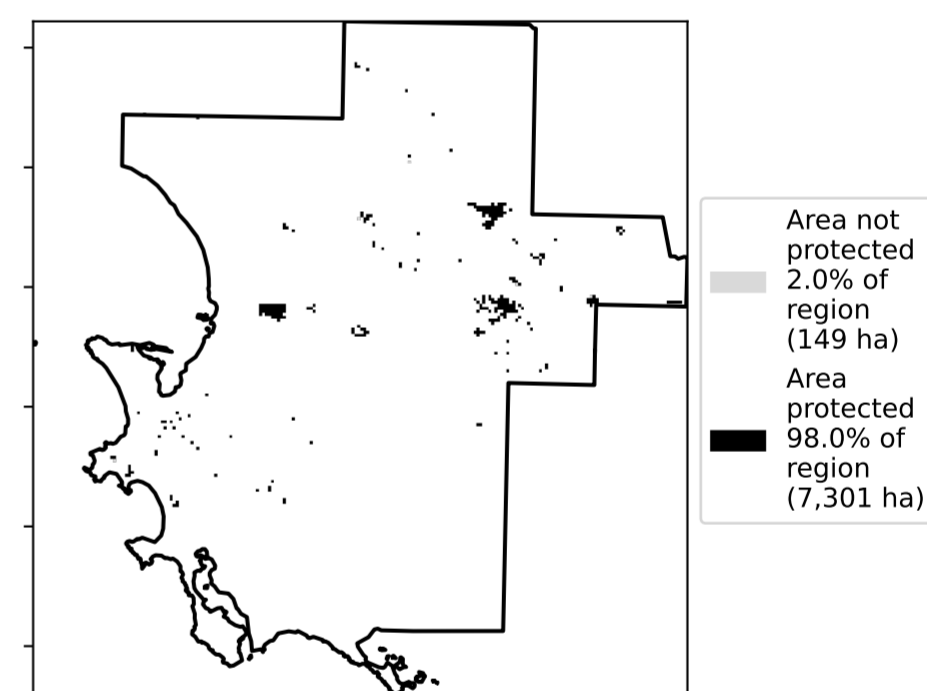 Area not
protected
2.0% of
region
(149 ha)
Area
protected
98.0% of
region
(7,301 ha)